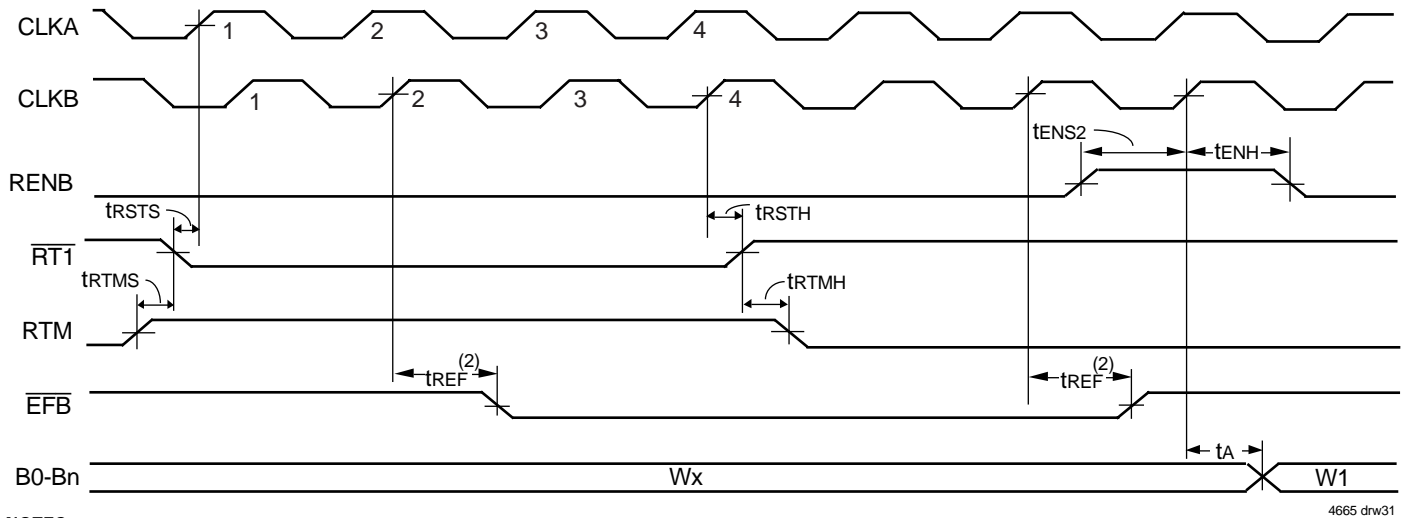 CLKA 1 2 3 4
CLKB 1 2 3 4
tENS2
tENH
RENB
tRSTS tRSTH
RT1
tRTMS tRTMH
RTM
tREF(2) tREF(2)
EFB
tA
B0-Bn Wx W1
4665 drw31